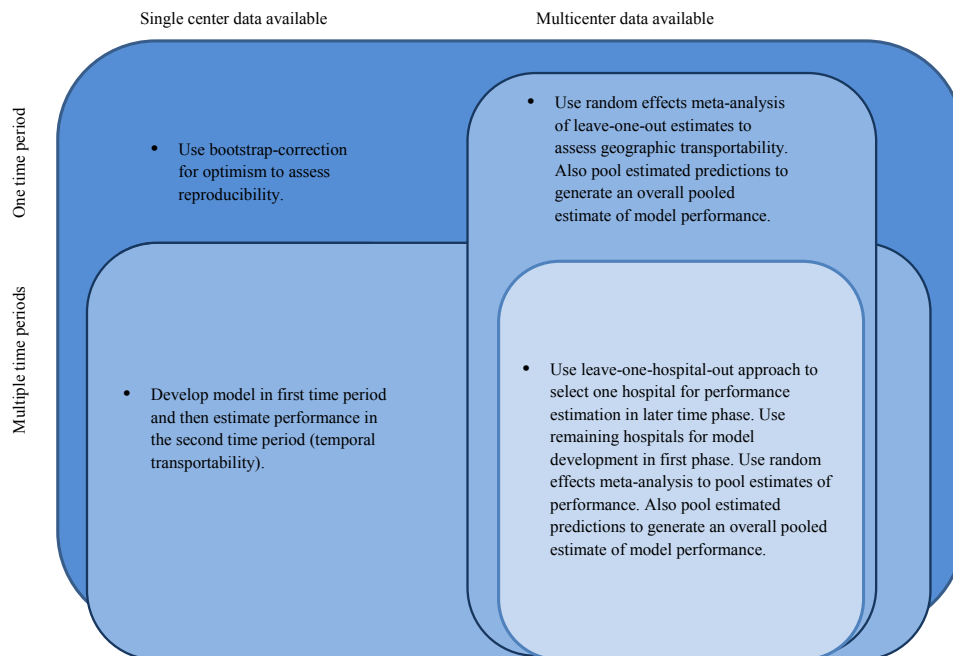 Single center data available
Multicenter data available
One time period
• Use bootstrap-correction
for optimism to assess
reproducibility.
• Use random effects meta-analysis
of leave-one-out estimates to
assess geographic transportability.
Also pool estimated predictions to
generate an overall pooled
estimate of model performance.
Multiple time periods
• Develop model in first time period
and then estimate performance in
the second time period (temporal
transportability).
• Use leave-one-hospital-out approach to
select one hospital for performance
estimation in later time phase. Use
remaining hospitals for model
development in first phase. Use random
effects meta-analysis to pool estimates of
performance. Also pool estimated
predictions to generate an overall pooled
estimate of model performance.